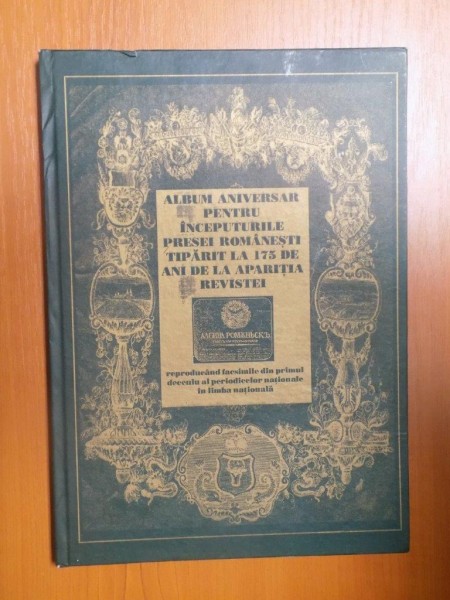 ALBUM ANIVERSAR
PENTRU
ÎNCEPUTURILE
PRESEI ROMÂNEȘTI
TIPĂRIT LA 175 DE
ANI DE LA APARIȚIA
REVISTEI
reproducând facsimile din primul
deceniu al periodicelor naționale
în limba națională